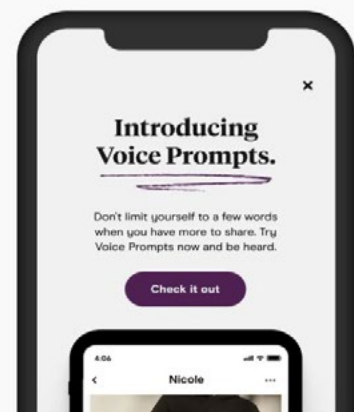 ×
Introducing
Voice Prompts.
Don't limit yourself to a few words
when you have more to share. Try
Voice Prompts now and be heard.
Check it out
4:06
< Nicole ...